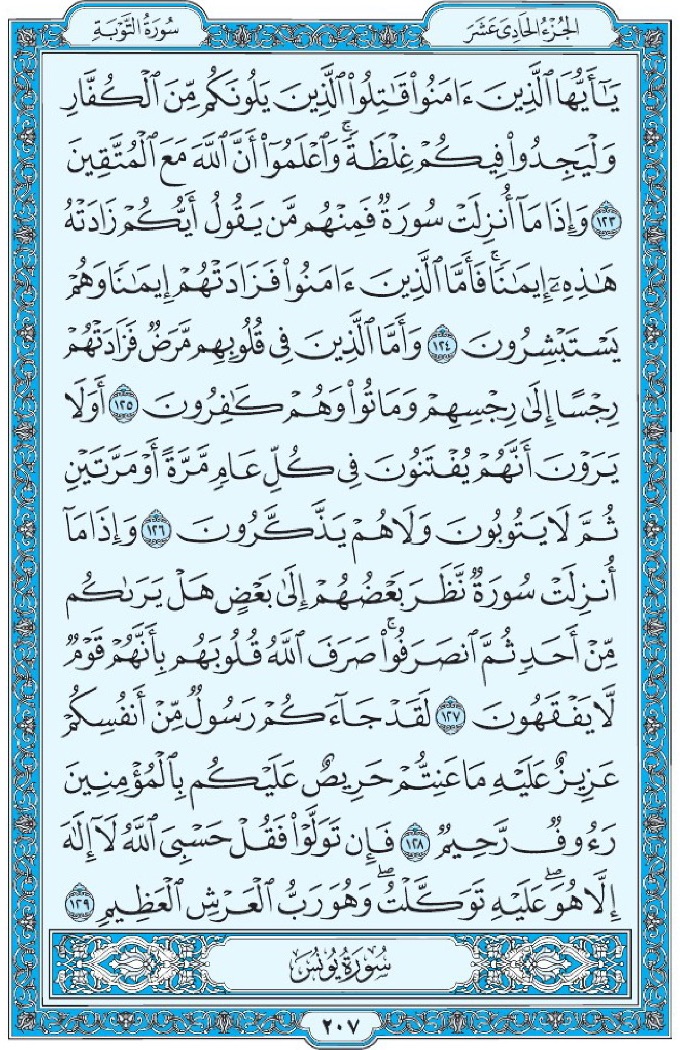 الجُزْءُ الحَادِي عَشَرَ
سُورَةُ التَّوْبَةِ
يَٰٓأَيُّهَا ٱلَّذِينَ ءَامَنُوا۟ قَٰتِلُوا۟ ٱلَّذِينَ يَلُونَكُم مِّنَ ٱلْكُفَّارِ
وَلْيَجِدُوا۟ فِيكُمْ غِلْظَةً ۚ وَٱعْلَمُوٓا۟ أَنَّ ٱللَّهَ مَعَ ٱلْمُتَّقِينَ
١٢٣ وَإِذَا مَآ أُنزِلَتْ سُورَةٌ فَمِنْهُم مَّن يَقُولُ أَيُّكُمْ زَادَتْهُ
هَٰذِهِۦٓ إِيمَٰنًا ۚ فَأَمَّا ٱلَّذِينَ ءَامَنُوا۟ فَزَادَتْهُمْ إِيمَٰنًا وَهُمْ
يَسْتَبْشِرُونَ ١٢٤ وَأَمَّا ٱلَّذِينَ فِى قُلُوبِهِم مَّرَضٌ فَزَادَتْهُمْ
رِجْسًا إِلَىٰ رِجْسِهِمْ وَمَاتُوا۟ وَهُمْ كَٰفِرُونَ ١٢٥ أَوَلَا
يَرَوْنَ أَنَّهُمْ يُفْتَنُونَ فِى كُلِّ عَامٍ مَّرَّةً أَوْ مَرَّتَيْنِ
ثُمَّ لَا يَتُوبُونَ وَلَا هُمْ يَذَّكَّرُونَ ١٢٦ وَإِذَا مَآ
أُنزِلَتْ سُورَةٌ نَّظَرَ بَعْضُهُمْ إِلَىٰ بَعْضٍ هَلْ يَرَىٰكُم
مِّنْ أَحَدٍ ثُمَّ ٱنصَرَفُوا۟ ۚ صَرَفَ ٱللَّهُ قُلُوبَهُم بِأَنَّهُمْ قَوْمٌ
لَّا يَفْقَهُونَ ١٢٧ لَقَدْ جَآءَكُمْ رَسُولٌ مِّنْ أَنفُسِكُمْ
عَزِيزٌ عَلَيْهِ مَا عَنِتُّمْ حَرِيصٌ عَلَيْكُم بِٱلْمُؤْمِنِينَ
رَءُوفٌ رَّحِيمٌ ١٢٨ فَإِن تَوَلَّوْا۟ فَقُلْ حَسْبِىَ ٱللَّهُ لَآ إِلَٰهَ
إِلَّا هُوَ ۖ عَلَيْهِ تَوَكَّلْتُ ۖ وَهُوَ رَبُّ ٱلْعَرْشِ ٱلْعَظِيمِ ١٢٩
سُورَةُ يُونُسَ
٢٠٧